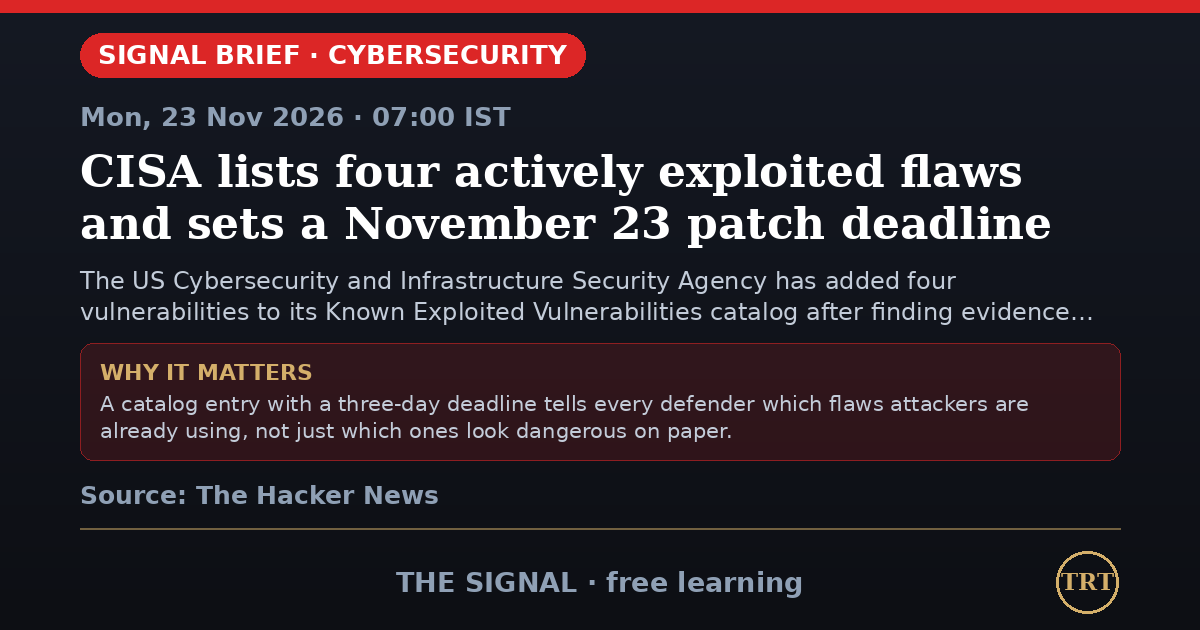 SIGNAL BRIEF · CYBERSECURITY
Mon, 23 Nov 2026 · 07:00 IST
CISA lists four actively exploited flaws
and sets a November 23 patch deadline
The US Cybersecurity and Infrastructure Security Agency has added four
vulnerabilities to its Known Exploited Vulnerabilities catalog after finding evidence…
WHY IT MATTERS
A catalog entry with a three-day deadline tells every defender which flaws attackers are
already using, not just which ones look dangerous on paper.
Source: The Hacker News
THE SIGNAL · free learning
TRT